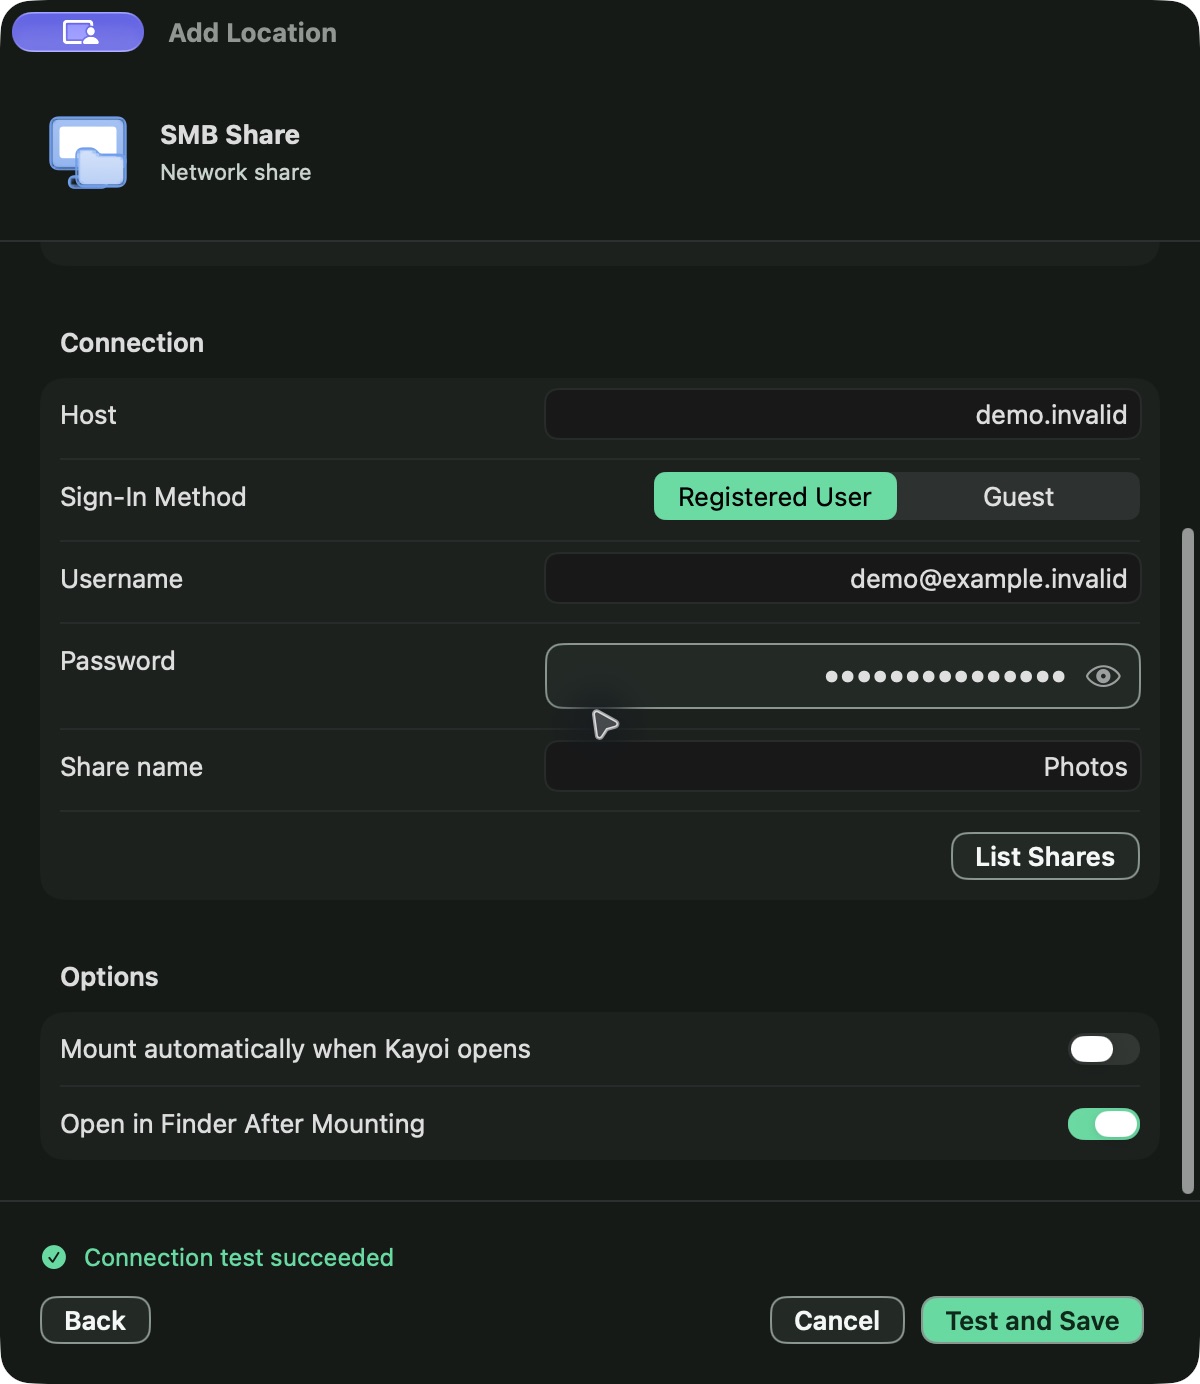 Add Location
SMB Share
Network share
Connection
Host demo.invalid
Sign-In Method Registered User Guest
Username demo@example.invalid
Password •••••••••••••••
Share name Photos
List Shares
Options
Mount automatically when Kayoi opens
Open in Finder After Mounting
Connection test succeeded
Back Cancel Test and Save